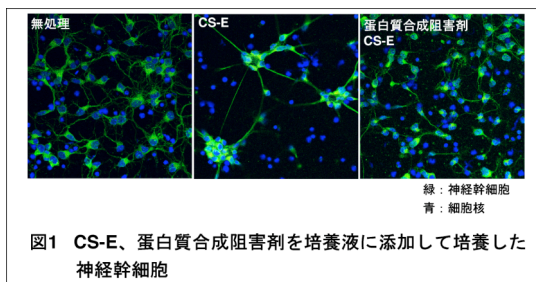 無処理
CS-E
蛋白質合成阻害剤
CS-E
緑：神経幹細胞
青：細胞核
図1 CS-E、蛋白質合成阻害剤を培養液に添加して培養した
神経幹細胞